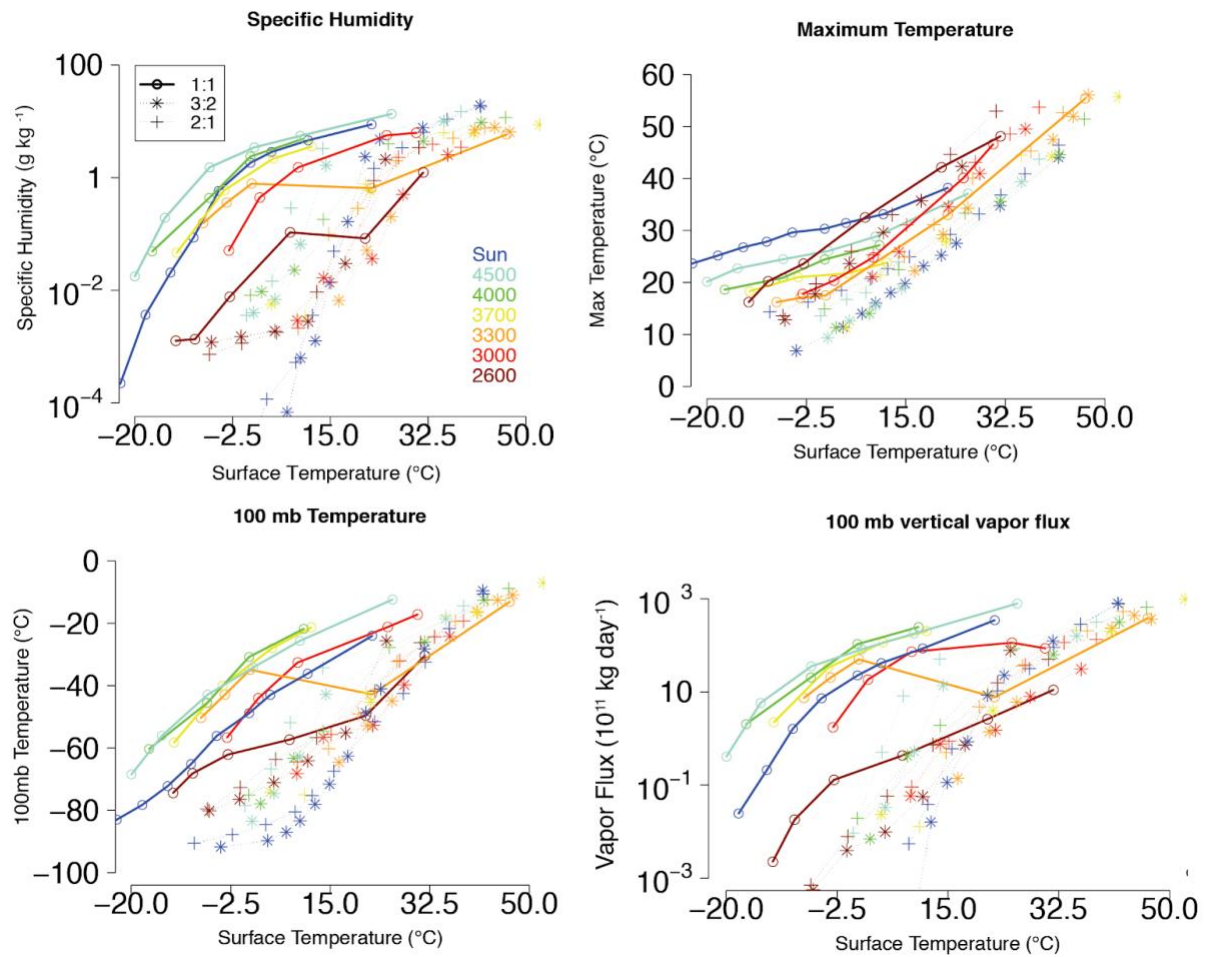 Specific Humidity
100
1
10−2
10−4
Specific Humidity (g kg -1)
1:1
3:2
2:1
Sun
4500
4000
3700
3300
3000
2600
−20.0 −2.5 15.0 32.5 50.0
Surface Temperature (°C)
Maximum Temperature
60
50
40
30
20
10
0
Max Temperature (°C)
−20.0 −2.5 15.0 32.5 50.0
Surface Temperature (°C)
100 mb Temperature
0
−20
−40
−60
−80
−100
100mb Temperature (°C)
−20.0 −2.5 15.0 32.5 50.0
Surface Temperature (°C)
100 mb vertical vapor flux
10 3
10
10−1
10−3
Vapor Flux (10¹¹ kg day-1)
−20.0 −2.5 15.0 32.5 50.0
Surface Temperature (°C)